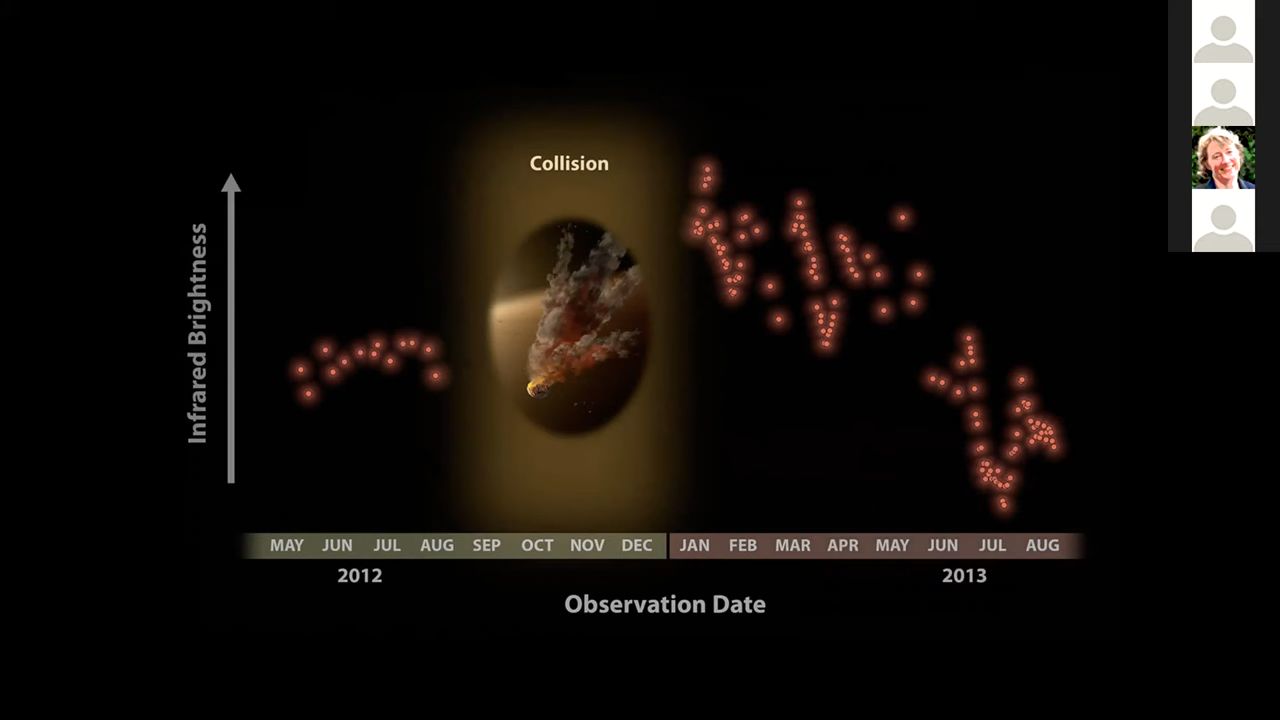 Collision
Infrared Brightness
MAY JUN JUL AUG SEP OCT NOV DEC JAN FEB MAR APR MAY JUN JUL AUG
2012 2013
Observation Date